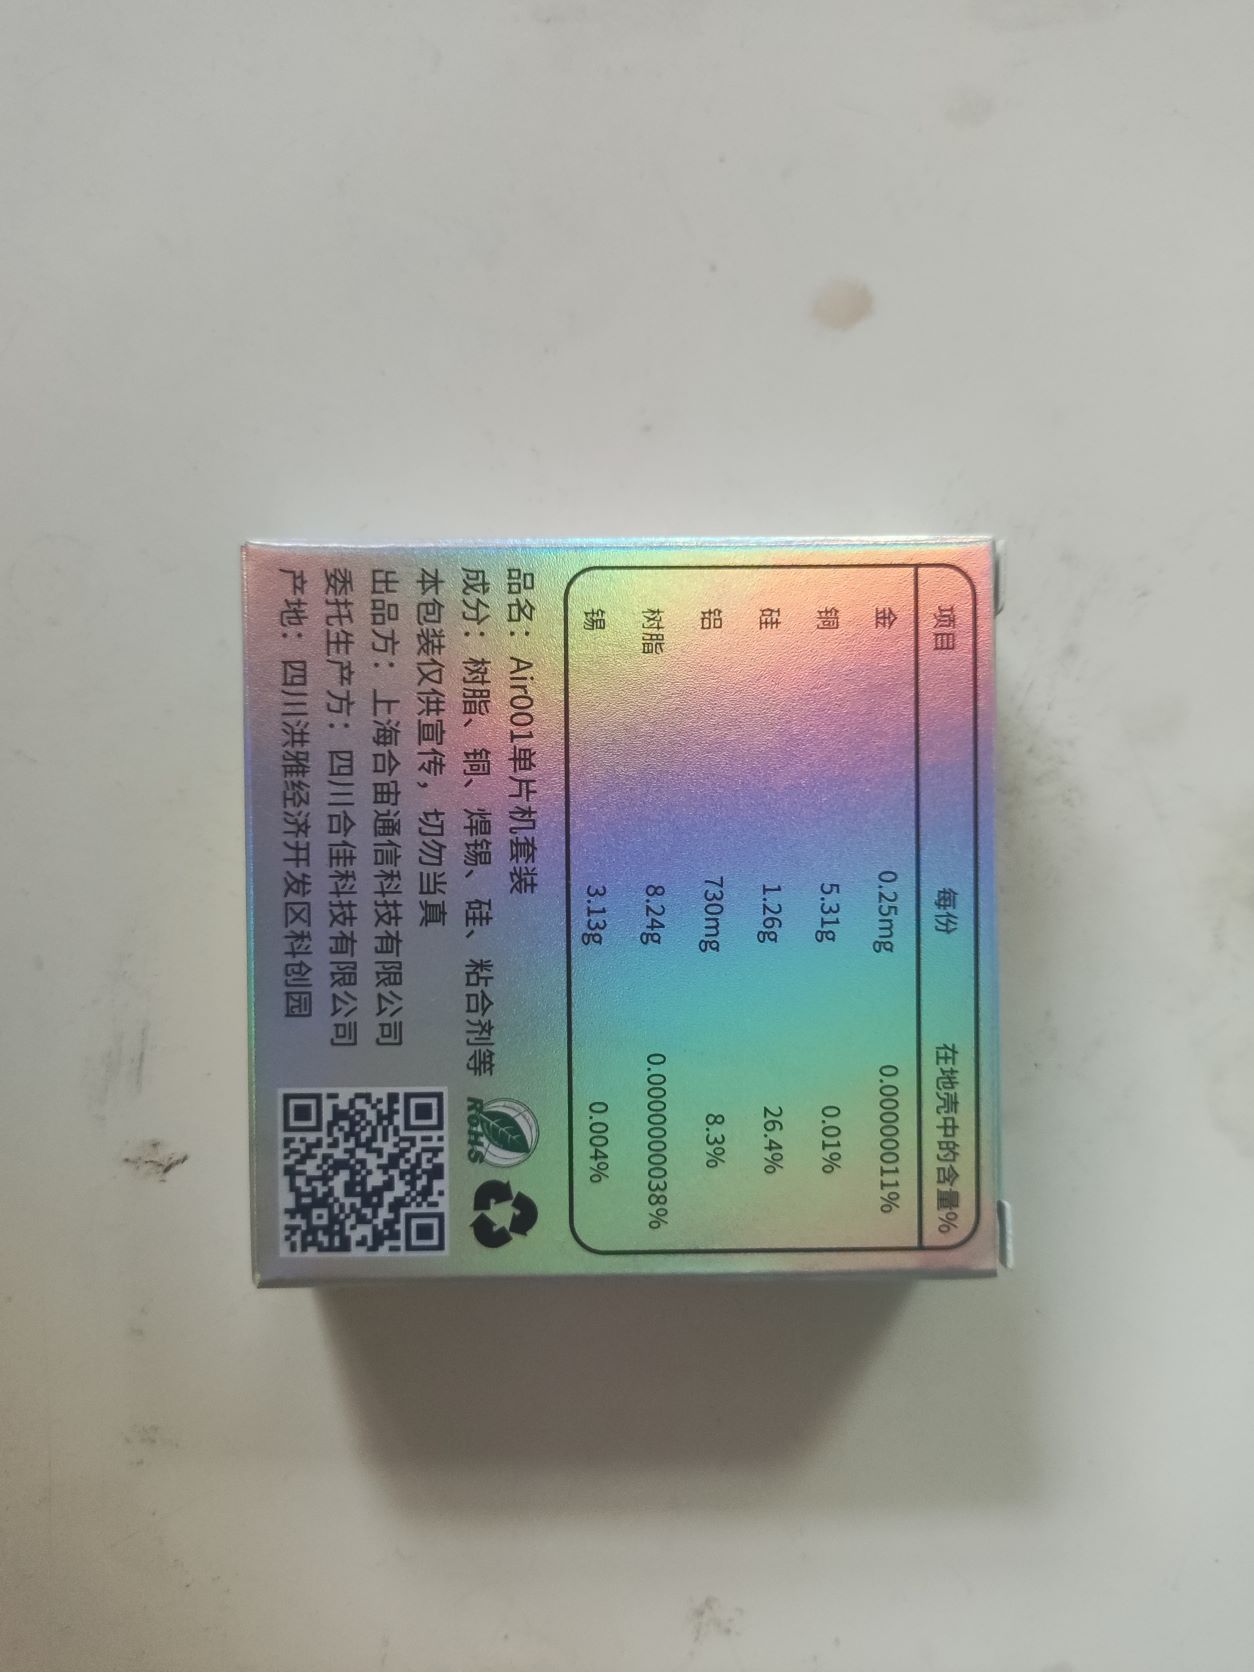 项目 每份 在地壳中的含量%
金 0.25mg 0.00000011%
铜 5.31g 0.01%
硅 1.26g 26.4%
铝 730mg 8.3%
树脂 8.24g 0.0000000038%
锡 3.13g 0.004%
品名：Air001单片机套装
成分：树脂、铜、焊锡、硅、粘合剂等
RoHS
本包装仅供宣传，切勿当真
出品方：上海合宙通信科技有限公司
委托生产方：四川合佳科技有限公司
产地：四川洪雅经济开发区科创园